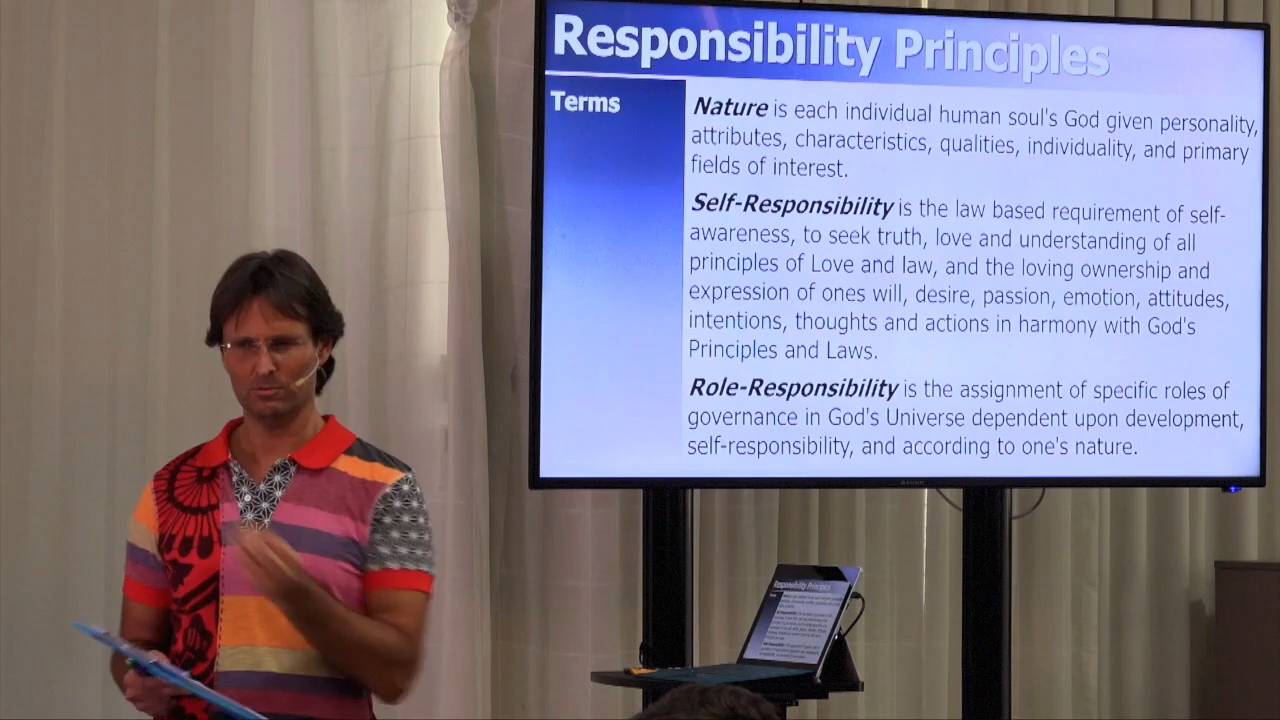 Responsibility Principles
Terms
Nature is each individual human soul's God given personality,
attributes, characteristics, qualities, individuality, and primary
fields of interest.
Self-Responsibility is the law based requirement of self-
awareness, to seek truth, love and understanding of all
principles of Love and law, and the loving ownership and
expression of ones will, desire, passion, emotion, attitudes,
intentions, thoughts and actions in harmony with God's
Principles and Laws.
Role-Responsibility is the assignment of specific roles of
governance in God's Universe dependent upon development,
self-responsibility, and according to one's nature.
Responsibility Principles